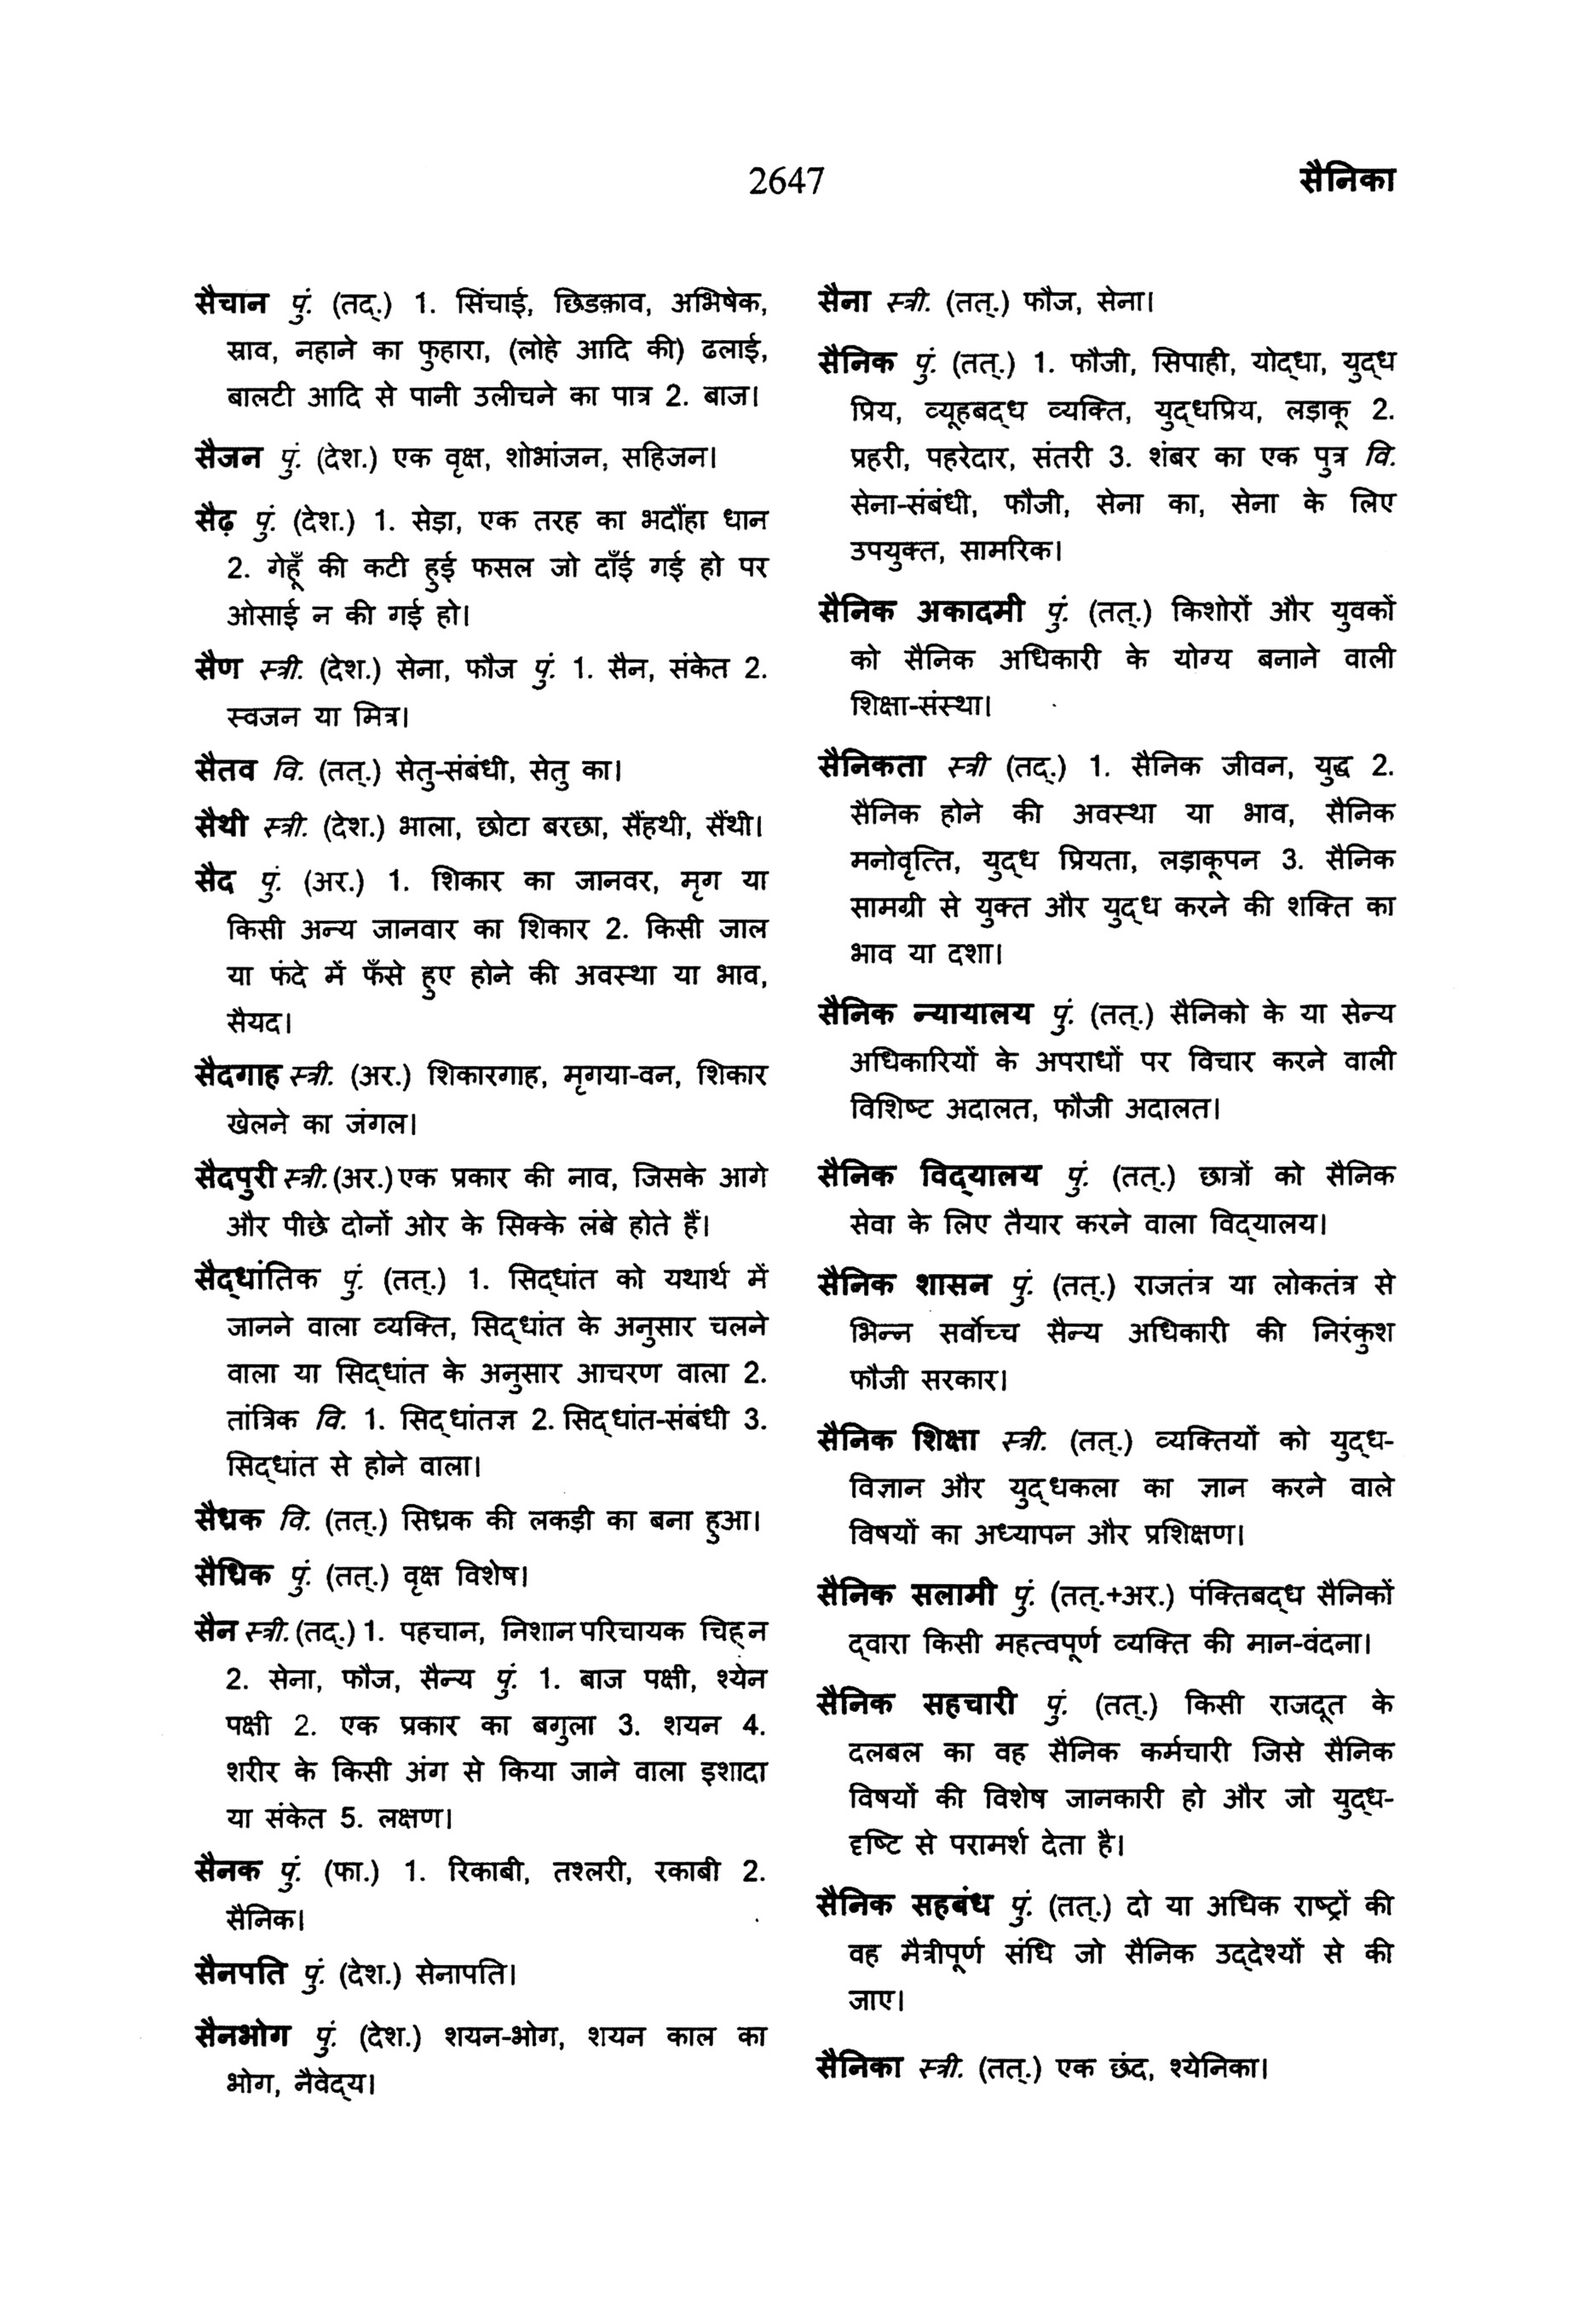 2647
सैनिका
सैचान पुं. (तद्.) 1. सिंचाई, छिडक़ाव, अभिषेक,
स्राव, नहाने का फुहारा, (लोहे आदि की) ढलाई,
बालटी आदि से पानी उलीचने का पात्र 2. बाज।
सैजन पुं. (देश.) एक वृक्ष, शोभांजन, सहिजन।
सैढ़ पुं. (देश.) 1. सेड़ा, एक तरह का भदौंहा धान
2. गेहूँ की कटी हुई फसल जो दाँई गई हो पर
ओसाई न की गई हो।
सैण स्त्री. (देश.) सेना, फौज पुं. 1. सैन, संकेत 2.
स्वजन या मित्र।
सैतव वि. (तत्.) सेतु-संबंधी, सेतु का।
सैथी स्त्री. (देश.) भाला, छोटा बरछा, सैंहथी, सैंथी।
सैद पुं. (अर.) 1. शिकार का जानवर, मृग या
किसी अन्य जानवार का शिकार 2. किसी जाल
या फंदे में फँसे हुए होने की अवस्था या भाव,
सैयद।
सैदगाह स्त्री. (अर.) शिकारगाह, मृगया-वन, शिकार
खेलने का जंगल।
सैदपुरी स्त्री. (अर.) एक प्रकार की नाव, जिसके आगे
और पीछे दोनों ओर के सिक्के लंबे होते हैं।
सैद्धांतिक पुं. (तत्.) 1. सिद्धांत को यथार्थ में
जानने वाला व्यक्ति, सिद्धांत के अनुसार चलने
वाला या सिद्धांत के अनुसार आचरण वाला 2.
तांत्रिक वि. 1. सिद्धांतज्ञ 2. सिद्धांत-संबंधी 3.
सिद्धांत से होने वाला।
सैध्रक वि. (तत्.) सिध्रक की लकड़ी का बना हुआ।
सैध्रिक पुं. (तत्.) वृक्ष विशेष।
सैन स्त्री. (तद्.) 1. पहचान, निशान परिचायक चिह्न
2. सेना, फौज, सैन्य पुं. 1. बाज पक्षी, श्येन
पक्षी 2. एक प्रकार का बगुला 3. शयन 4.
शरीर के किसी अंग से किया जाने वाला इशादा
या संकेत 5. लक्षण।
सैनक पुं. (फा.) 1. रिकाबी, तश्लरी, रकाबी 2.
सैनिक।
सैनपति पुं. (देश.) सेनापति।
सैनभोग पुं. (देश.) शयन-भोग, शयन काल का
भोग, नैवेद्य।
सैना स्त्री. (तत्.) फौज, सेना।
सैनिक पुं. (तत्.) 1. फौजी, सिपाही, योद्धा, युद्ध
प्रिय, व्यूहबद्ध व्यक्ति, युद्धप्रिय, लड़ाकू 2.
प्रहरी, पहरेदार, संतरी 3. शंबर का एक पुत्र वि.
सेना-संबंधी, फौजी, सेना का, सेना के लिए
उपयुक्त, सामरिक।
सैनिक अकादमी पुं. (तत्.) किशोरों और युवकों
को सैनिक अधिकारी के योग्य बनाने वाली
शिक्षा-संस्था।
सैनिकता स्त्री (तद्.) 1. सैनिक जीवन, युद्ध 2.
सैनिक होने की अवस्था या भाव, सैनिक
मनोवृत्ति, युद्ध प्रियता, लड़ाकूपन 3. सैनिक
सामग्री से युक्त और युद्ध करने की शक्ति का
भाव या दशा।
सैनिक न्यायालय पुं. (तत्.) सैनिको के या सेन्य
अधिकारियों के अपराधों पर विचार करने वाली
विशिष्ट अदालत, फौजी अदालत।
सैनिक विद्यालय पुं. (तत्.) छात्रों को सैनिक
सेवा के लिए तैयार करने वाला विद्यालय।
सैनिक शासन पुं. (तत्.) राजतंत्र या लोकतंत्र से
भिन्न सर्वोच्च सैन्य अधिकारी की निरंकुश
फौजी सरकार।
सैनिक शिक्षा स्त्री. (तत्.) व्यक्तियों को युद्ध-
विज्ञान और युद्धकला का ज्ञान करने वाले
विषयों का अध्यापन और प्रशिक्षण।
सैनिक सलामी पुं. (तत्.+अर.) पंक्तिबद्ध सैनिकों
द्वारा किसी महत्वपूर्ण व्यक्ति की मान-वंदना।
सैनिक सहचारी पुं. (तत्.) किसी राजदूत के
दलबल का वह सैनिक कर्मचारी जिसे सैनिक
विषयों की विशेष जानकारी हो और जो युद्ध-
दृष्टि से परामर्श देता है।
सैनिक सहबंध पुं. (तत्.) दो या अधिक राष्ट्रों की
वह मैत्रीपूर्ण संधि जो सैनिक उद्देश्यों से की
जाए।
सैनिका स्त्री. (तत्.) एक छंद, श्येनिका।